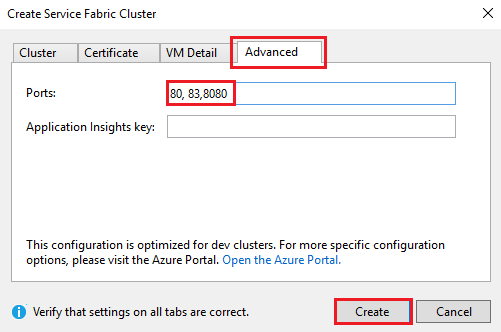 Create Service Fabric Cluster
Cluster Certificate VM Detail Advanced
Ports: 80, 83,8080
Application Insights key:
This configuration is optimized for dev clusters. For more specific configuration
options, please visit the Azure Portal. Open the Azure Portal.
Verify that settings on all tabs are correct. Create Cancel